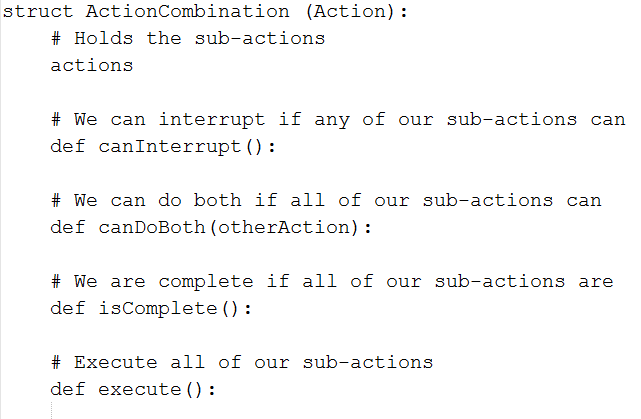 struct ActionCombination (Action):
# Holds the sub-actions
actions
# We can interrupt if any of our sub-actions can
def canInterrupt():
# We can do both if all of our sub-actions can
def canDoBoth(otherAction):
# We are complete if all of our sub-actions are
def isComplete():
# Execute all of our sub-actions
def execute():